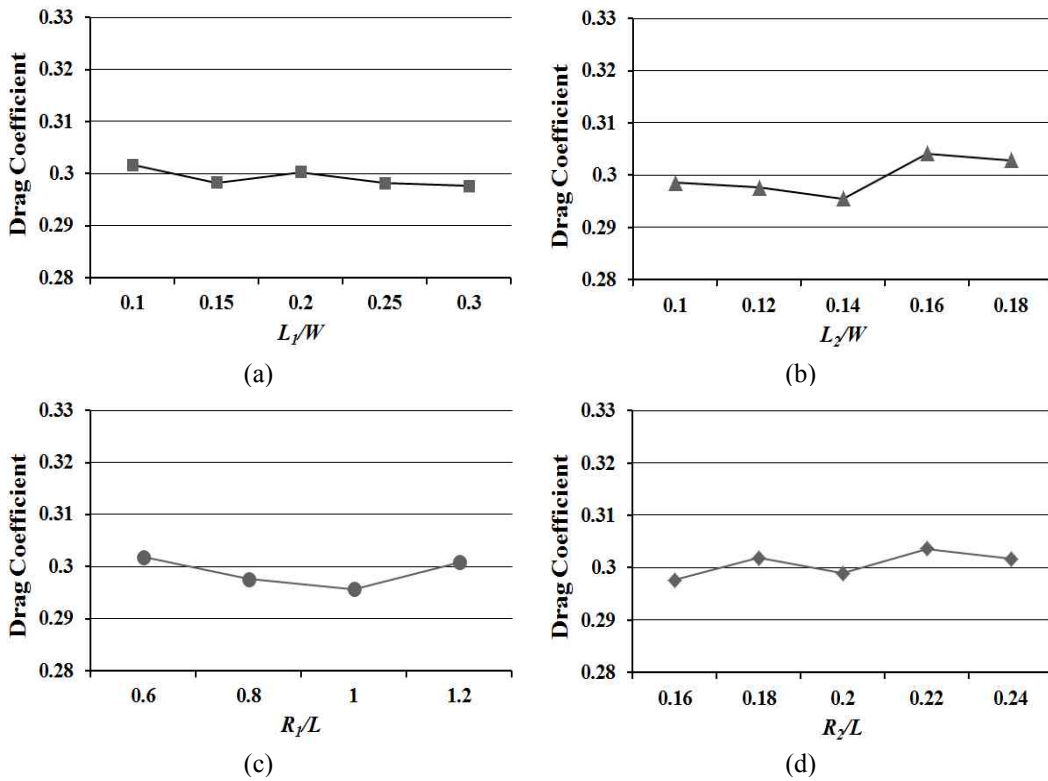 0.33
0.32
0.31
0.3
0.29
0.28
Drag Coefficient
0.1 0.15 0.2 0.25 0.3
L1/W
(a)
0.33
0.32
0.31
0.3
0.29
0.28
Drag Coefficient
0.1 0.12 0.14 0.16 0.18
L2/W
(b)
0.33
0.32
0.31
0.3
0.29
0.28
Drag Coefficient
0.6 0.8 1 1.2
R1/L
(c)
0.33
0.32
0.31
0.3
0.29
0.28
Drag Coefficient
0.16 0.18 0.2 0.22 0.24
R2/L
(d)